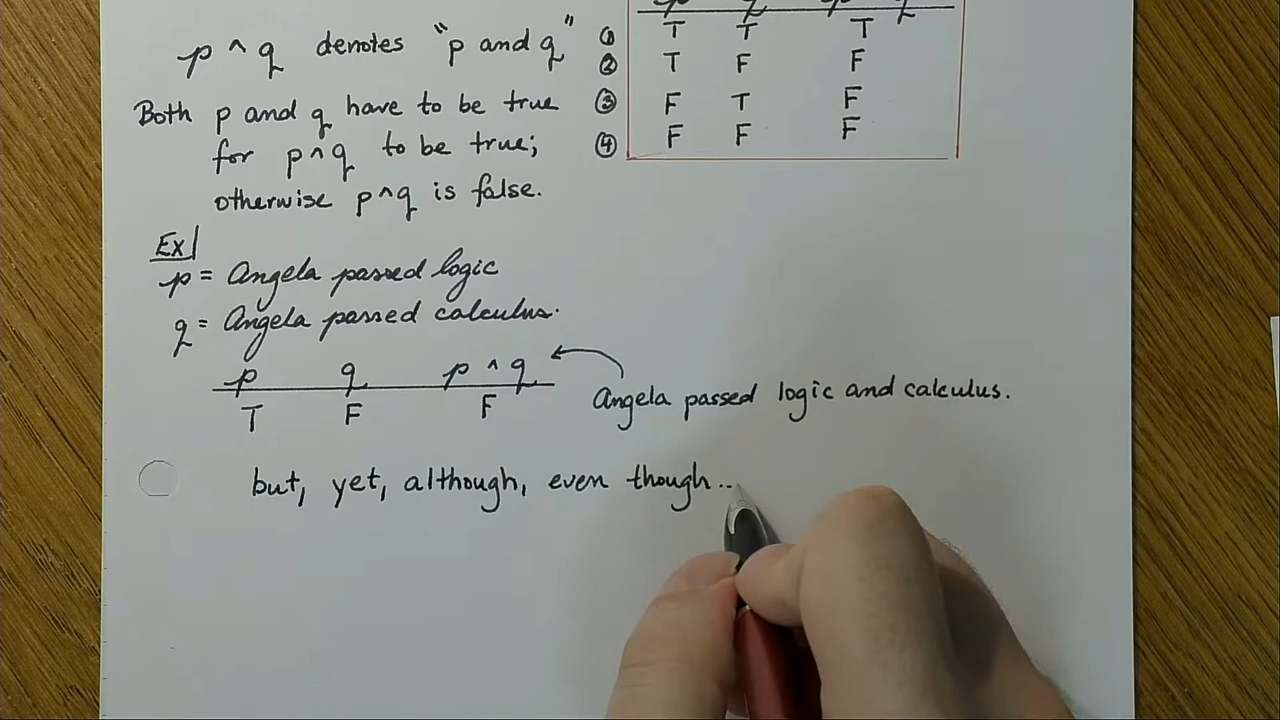 p q p q
p ^ q denotes "p and q" ① T T T
② T F F
Both p and q have to be true ③ F T F
for p^q to be true; ④ F F F
otherwise p^q is false.
Ex
p = Angela passed logic
q = Angela passed calculus.
p q p ^ q
T F F
Angela passed logic and calculus.
but, yet, although, even though..